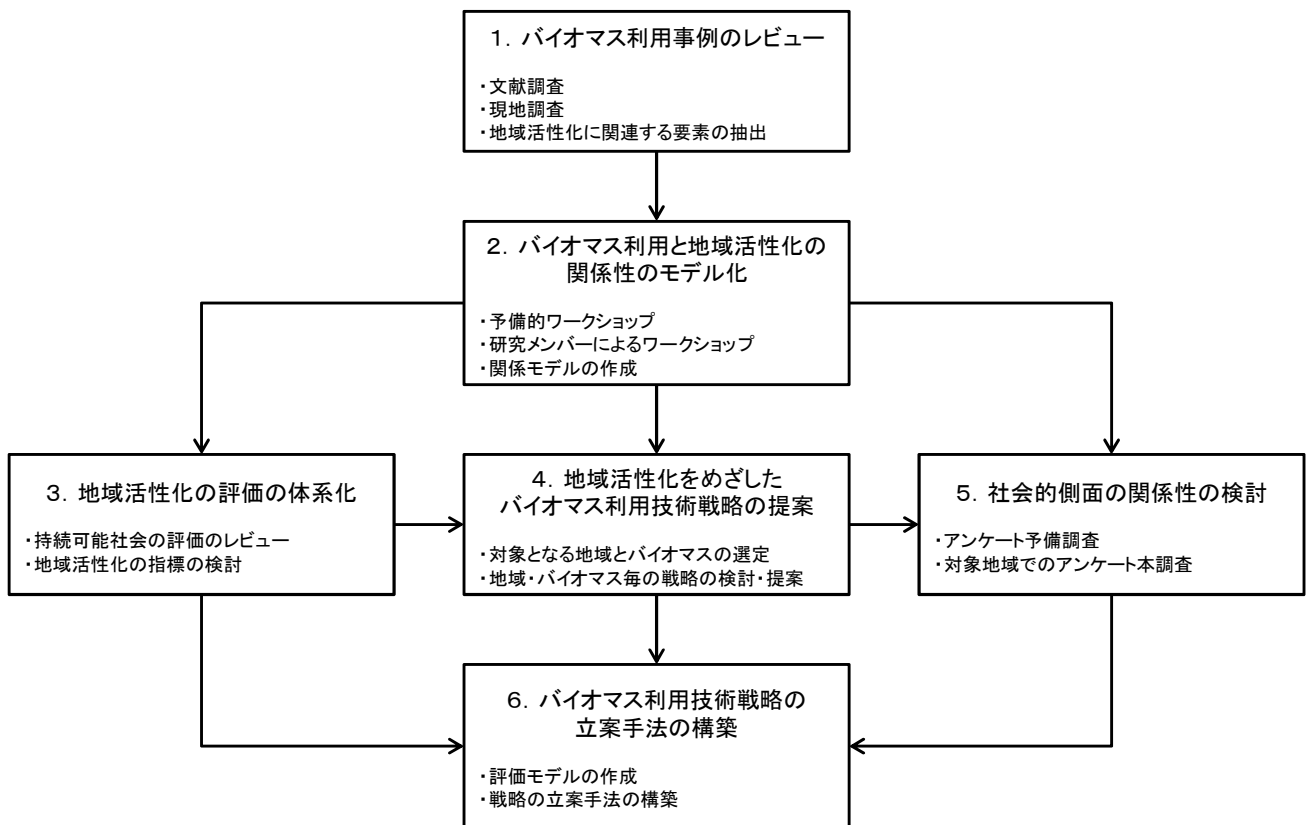 1．バイオマス利用事例のレビュー
・文献調査
・現地調査
・地域活性化に関連する要素の抽出
2．バイオマス利用と地域活性化の
関係性のモデル化
・予備的ワークショップ
・研究メンバーによるワークショップ
・関係モデルの作成
3．地域活性化の評価の体系化
・持続可能社会の評価のレビュー
・地域活性化の指標の検討
4．地域活性化をめざした
バイオマス利用技術戦略の提案
・対象となる地域とバイオマスの選定
・地域・バイオマス毎の戦略の検討・提案
5．社会的側面の関係性の検討
・アンケート予備調査
・対象地域でのアンケート本調査
6．バイオマス利用技術戦略の
立案手法の構築
・評価モデルの作成
・戦略の立案手法の構築